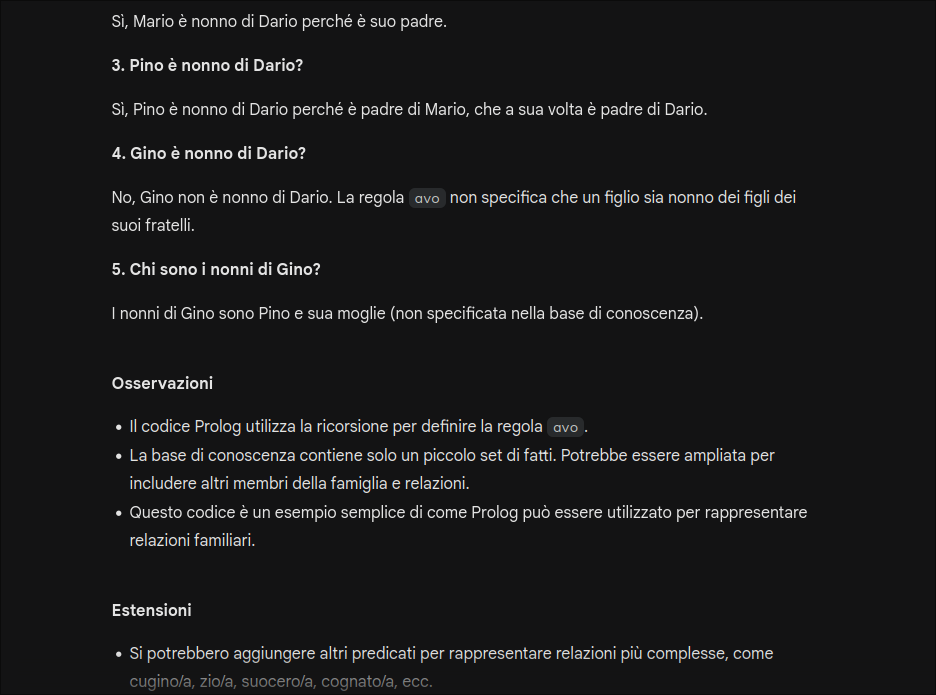 Sì, Mario è nonno di Dario perché è suo padre.
3. Pino è nonno di Dario?
Sì, Pino è nonno di Dario perché è padre di Mario, che a sua volta è padre di Dario.
4. Gino è nonno di Dario?
No, Gino non è nonno di Dario. La regola avo non specifica che un figlio sia nonno dei figli dei
suoi fratelli.
5. Chi sono i nonni di Gino?
I nonni di Gino sono Pino e sua moglie (non specificata nella base di conoscenza).
Osservazioni
• Il codice Prolog utilizza la ricorsione per definire la regola avo.
• La base di conoscenza contiene solo un piccolo set di fatti. Potrebbe essere ampliata per
includere altri membri della famiglia e relazioni.
• Questo codice è un esempio semplice di come Prolog può essere utilizzato per rappresentare
relazioni familiari.
Estensioni
• Si potrebbero aggiungere altri predicati per rappresentare relazioni più complesse, come
cugino/a, zio/a, suocero/a, cognato/a, ecc.